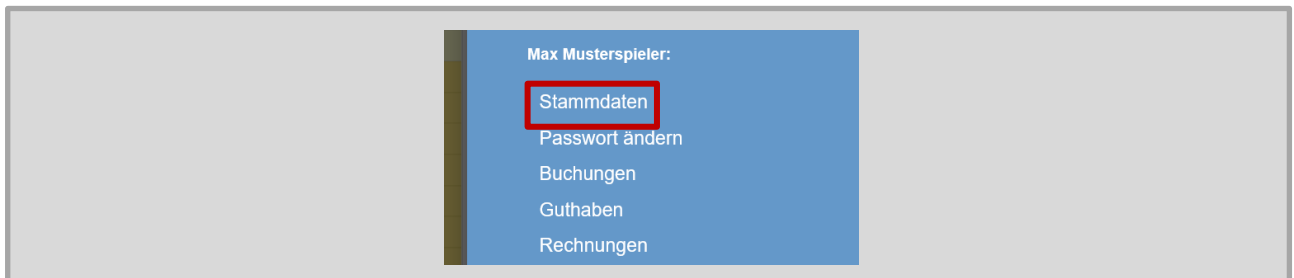 Max Musterspieler:
Stammdaten
Passwort ändern
Buchungen
Guthaben
Rechnungen